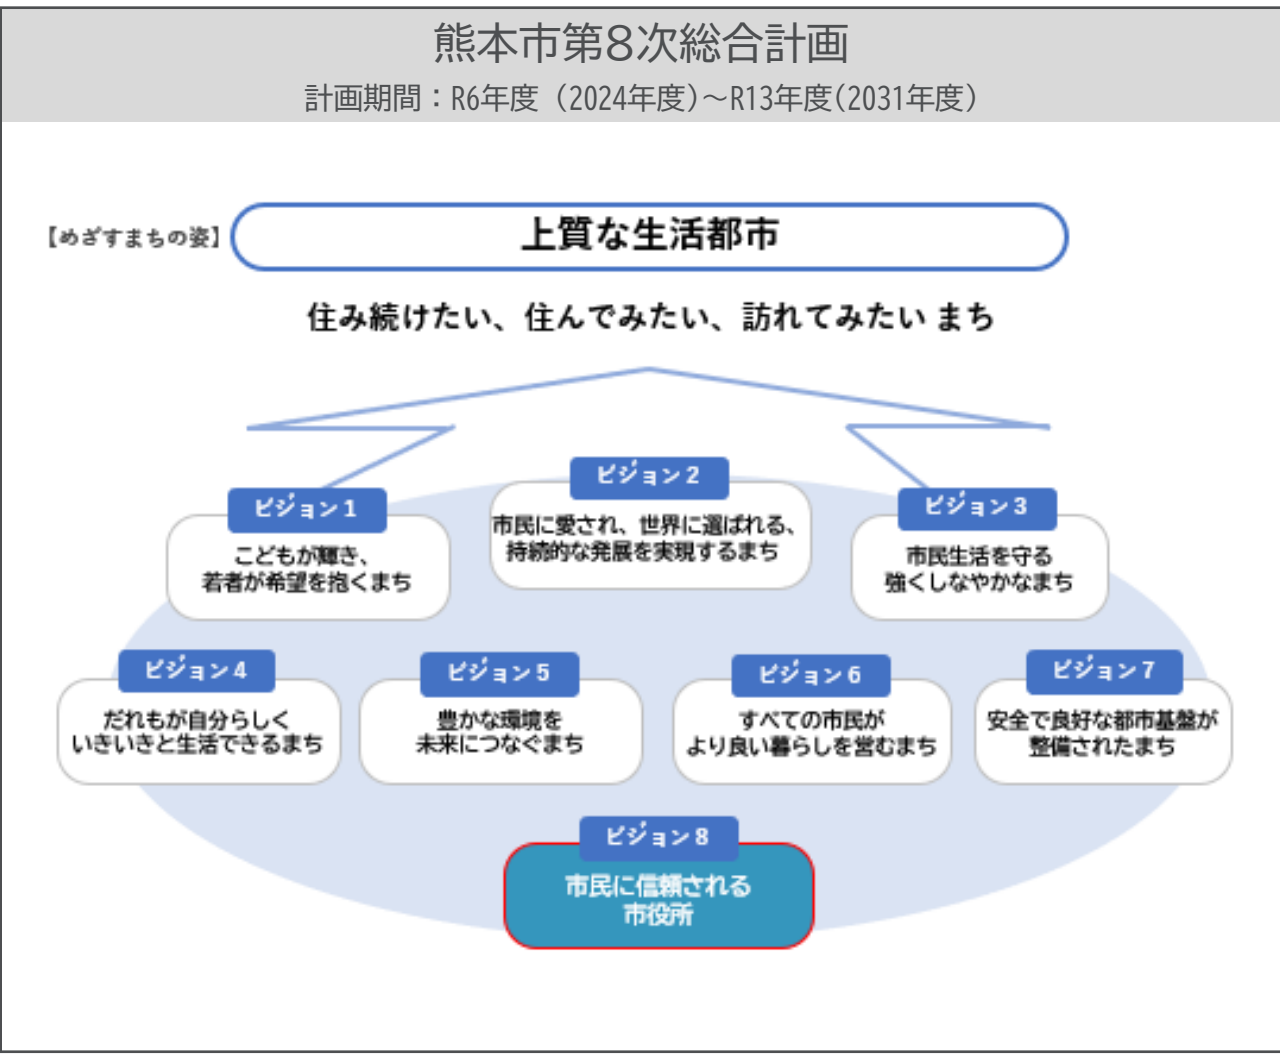 熊本市第8次総合計画
計画期間：R6年度（2024年度）～R13年度(2031年度）
【めざすまちの姿】
上質な生活都市
住み続けたい、住んでみたい、訪れてみたい まち
ビジョン1
こどもが輝き、
若者が希望を抱くまち
ビジョン2
市民に愛され、世界に選ばれる、
持続的な発展を実現するまち
ビジョン3
市民生活を守る
強くしなやかなまち
ビジョン4
だれもが自分らしく
いきいきと生活できるまち
ビジョン5
豊かな環境を
未来につなぐまち
ビジョン6
すべての市民が
より良い暮らしを営むまち
ビジョン7
安全で良好な都市基盤が
整備されたまち
ビジョン8
市民に信頼される
市役所